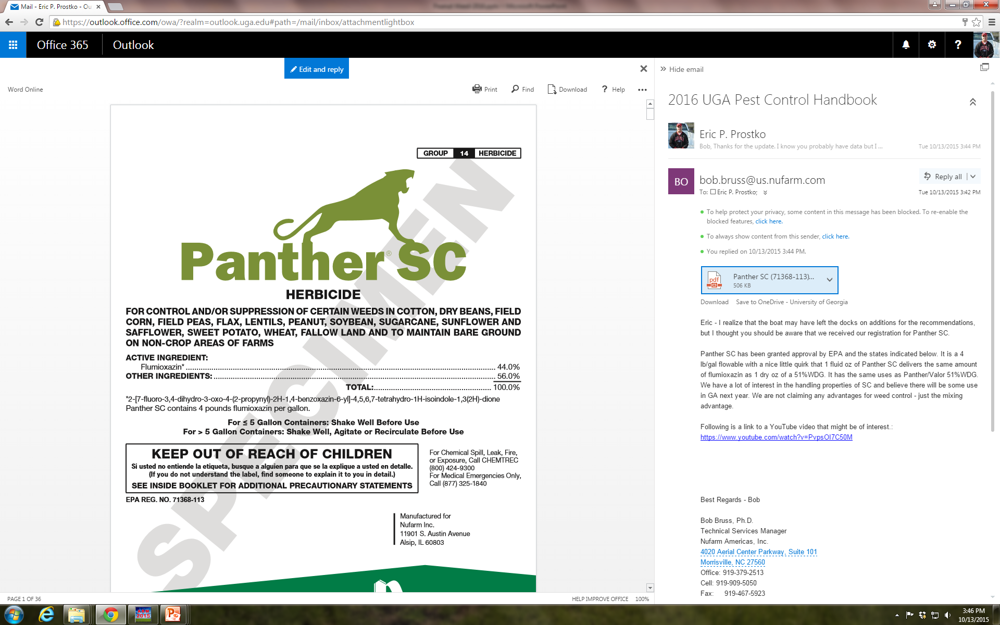 Mail - Eric P. Prostko - Ou
https://outlook.office.com/owa/?realm=outlook.uga.edu#path=/mail/inbox/attachmentlightbox
Office 365
Outlook
?
Edit and reply
Word Online
Print
Find
Download
? Help
•••
GROUP 14 HERBICIDE
SPECIMEN
Panther® SC
HERBICIDE
FOR CONTROL AND/OR SUPPRESSION OF CERTAIN WEEDS IN COTTON, DRY BEANS, FIELD
CORN, FIELD PEAS, FLAX, LENTILS, PEANUT, SOYBEAN, SUGARCANE, SUNFLOWER AND
SAFFLOWER, SWEET POTATO, WHEAT, FALLOW LAND AND TO MAINTAIN BARE GROUND
ON NON-CROP AREAS OF FARMS
ACTIVE INGREDIENT:
Flumioxazin* 44.0%
OTHER INGREDIENTS: 56.0%
TOTAL: 100.0%
*2-[7-fluoro-3,4-dihydro-3-oxo-4-(2-propynyl)-2H-1,4-benzoxazin-6-yl]-4,5,6,7-tetrahydro-1H-isoindole-1,3(2H)-dione
Panther SC contains 4 pounds flumioxazin per gallon.
For ≤ 5 Gallon Containers: Shake Well Before Use
For > 5 Gallon Containers: Shake Well, Agitate or Recirculate Before Use
KEEP OUT OF REACH OF CHILDREN
Si usted no entiende la etiqueta, busque a alguien para que se la explique a usted en detalle.
(If you do not understand the label, find someone to explain it to you in detail.)
SEE INSIDE BOOKLET FOR ADDITIONAL PRECAUTIONARY STATEMENTS
For Chemical Spill, Leak, Fire,
or Exposure, Call CHEMTREC
(800) 424-9300
For Medical Emergencies Only,
Call (877) 325-1840
EPA REG. NO. 71368-113
Manufactured for
Nufarm Inc.
11901 S. Austin Avenue
Alsip, IL 60803
PAGE 1 OF 36
HELP IMPROVE OFFICE
100%
Hide email
2016 UGA Pest Control Handbook
Eric P. Prostko
Bob, Thanks for the update. I know you probably have data but I ...
Tue 10/13/2015 3:44 PM
BO
bob.bruss@us.nufarm.com
Reply all
To: Eric P. Prostko;
Tue 10/13/2015 3:42 PM
To help protect your privacy, some content in this message has been blocked. To re-enable the
blocked features, click here.
To always show content from this sender, click here.
You replied on 10/13/2015 3:44 PM.
pdf
Panther SC (71368-113)...
506 KB
Download
Save to OneDrive - University of Georgia
Eric - I realize that the boat may have left the docks on additions for the recommendations,
but I thought you should be aware that we received our registration for Panther SC.
Panther SC has been granted approval by EPA and the states indicated below. It is a 4
lb/gal flowable with a nice little quirk that 1 fluid oz of Panther SC delivers the same amount
of flumioxazin as 1 dry oz of a 51%WDG. It has the same uses as Panther/Valor 51%WDG.
We have a lot of interest in the handling properties of SC and believe there will be some use
in GA next year. We are not claiming any advantages for weed control - just the mixing
advantage.
Following is a link to a YouTube video that might be of interest.:
https://www.youtube.com/watch?v=PvpsOI7C50M
Best Regards - Bob
Bob Bruss, Ph.D.
Technical Services Manager
Nufarm Americas, Inc.
4020 Aerial Center Parkway, Suite 101
Morrisville, NC 27560
Office: 919-379-2513
Cell: 919-909-5050
Fax: 919-467-5923
ARM
2015
3:46 PM
10/13/2015